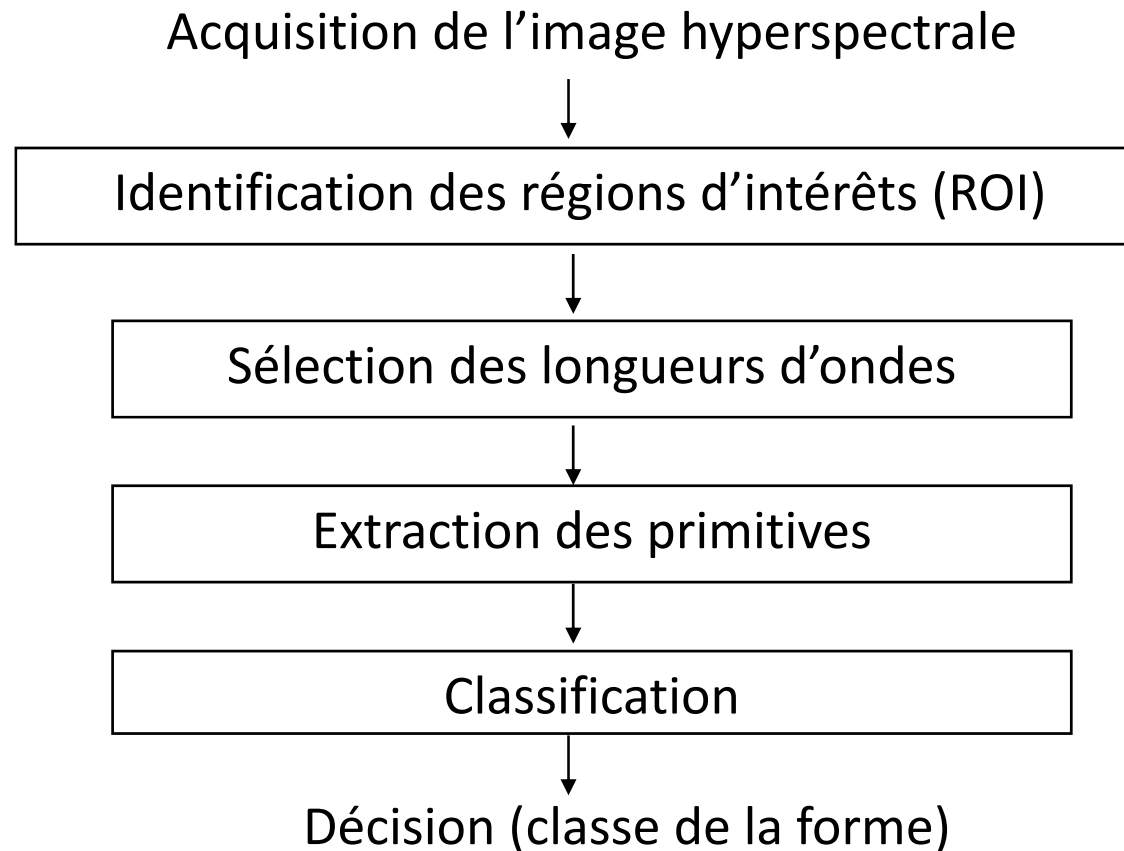 Acquisition de l’image hyperspectrale
Identification des régions d’intérêts (ROI)
Sélection des longueurs d’ondes
Extraction des primitives
Classification
Décision (classe de la forme)